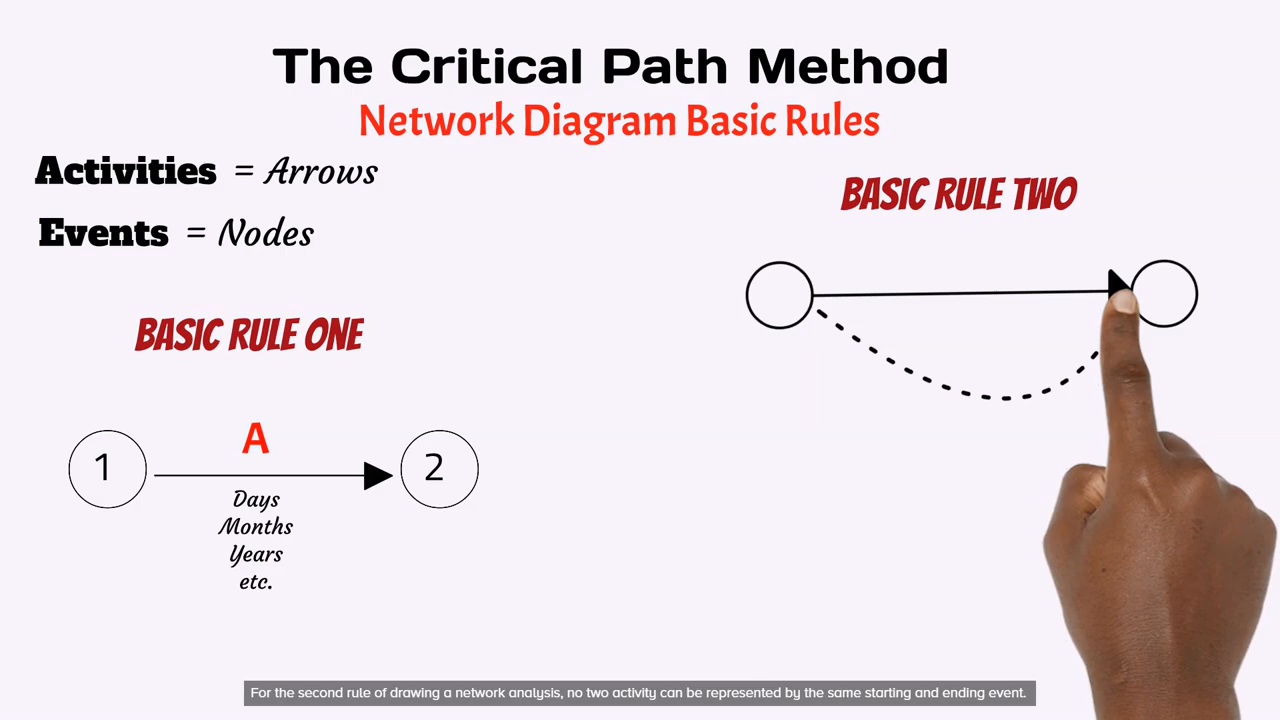 The Critical Path Method
Network Diagram Basic Rules
Activities = Arrows
Events = Nodes
BASIC RULE TWO
BASIC RULE ONE
A
1
2
Days
Months
Years
etc.
For the second rule of drawing a network analysis, no two activity can be represented by the same starting and ending event.